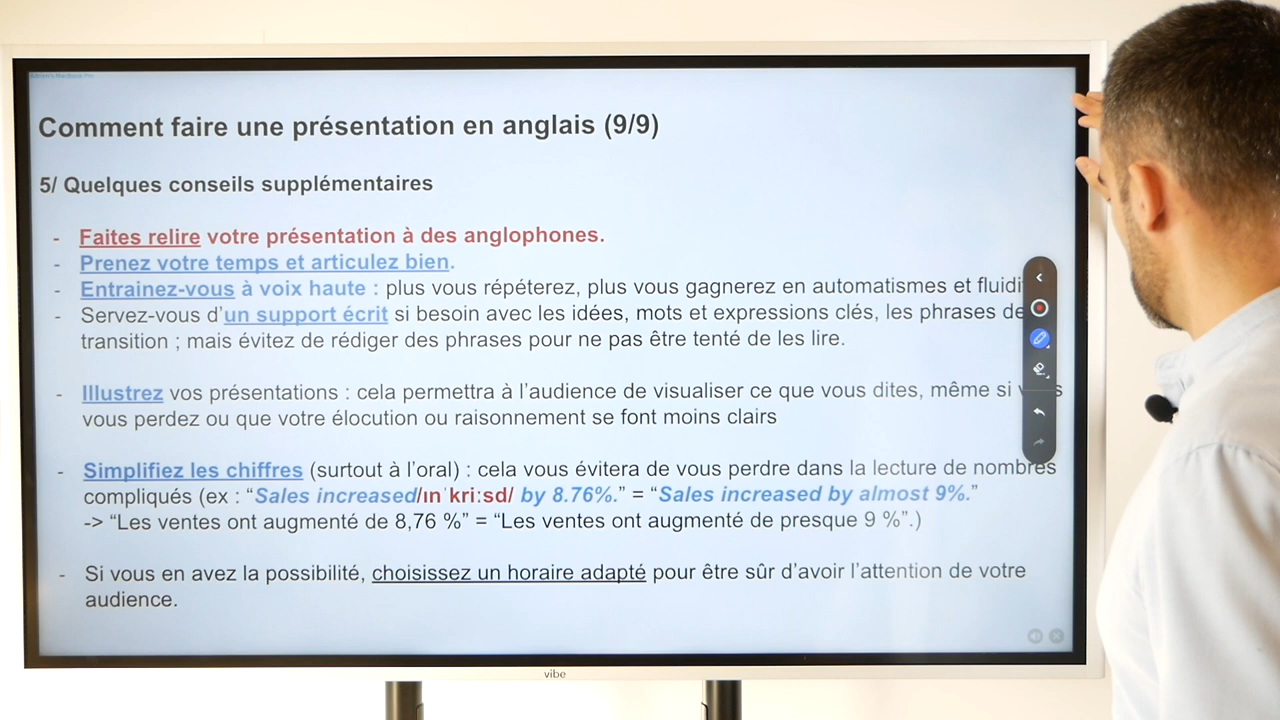 Comment faire une présentation en anglais (9/9)
5/ Quelques conseils supplémentaires
- Faites relire votre présentation à des anglophones.
- Prenez votre temps et articulez bien.
- Entrainez-vous à voix haute : plus vous répéterez, plus vous gagnerez en automatismes et
- Servez-vous d'un support écrit si besoin avec les idées, mots et expressions clés, les phrases de
transition ; mais évitez de rédiger des phrases pour ne pas être tenté de les lire.
- Illustrez vos présentations : cela permettra à l'audience de visualiser ce que vous dites, même si
vous perdez ou que votre élocution ou raisonnement se font moins clairs
- Simplifiez les chiffres (surtout à l'oral) : cela vous évitera de vous perdre dans la lecture de nombres
compliqués (ex : “Sales increased/ɪnˈkriːsd/ by 8.76%.” = “Sales increased by almost 9%.”
-> “Les ventes ont augmenté de 8,76 %” = “Les ventes ont augmenté de presque 9 %”.)
- Si vous en avez la possibilité, choisissez un horaire adapté pour être sûr d'avoir l'attention de votre
audience.
vibe